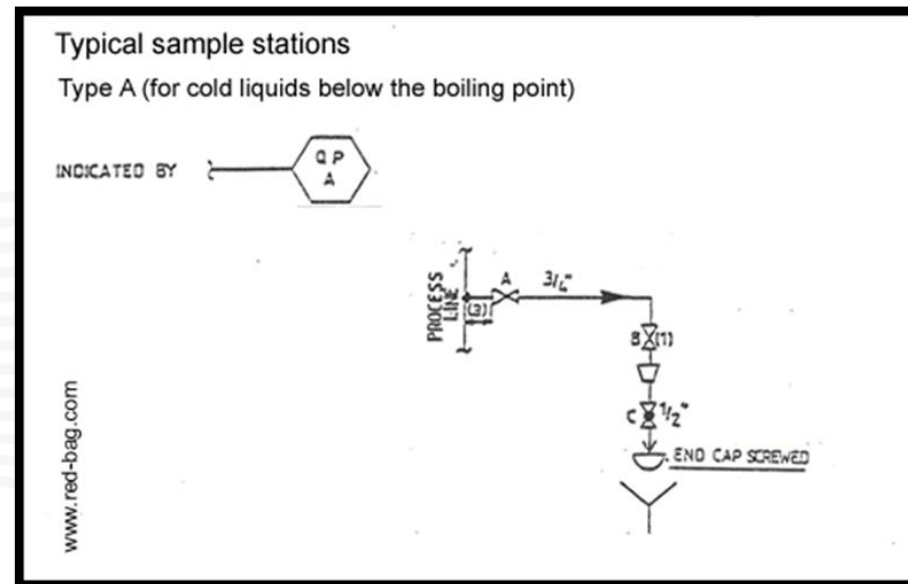 Typical sample stations
Type A (for cold liquids below the boiling point)
INDICATED BY
QP
A
PROCESS
LINE
(3)
A
3/4"
B
(1)
C
1/2"
END CAP SCREWED
www.red-bag.com